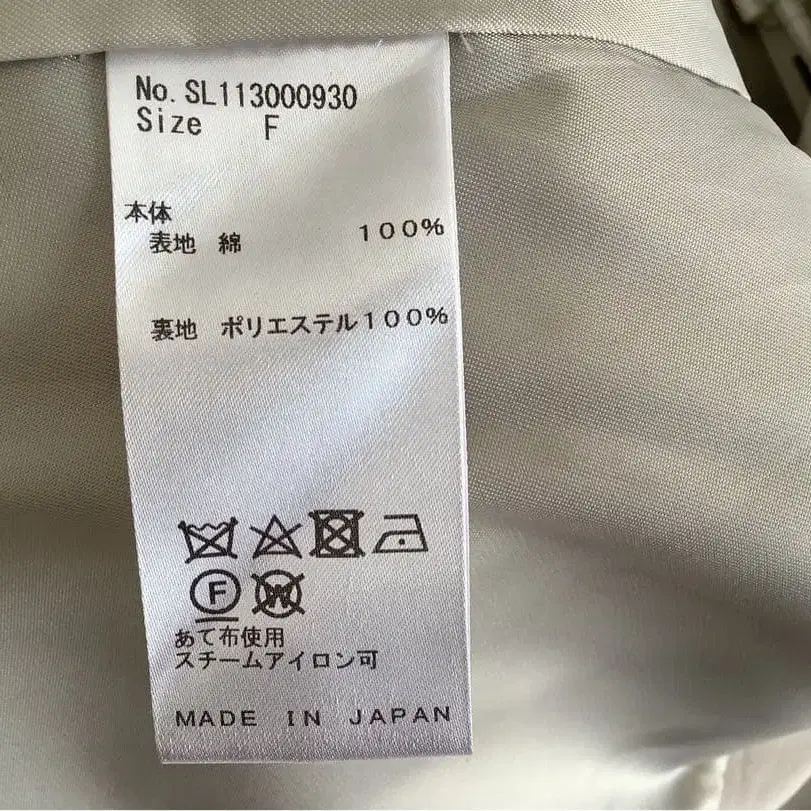 No.SL113000930
Size F
本体
表地 綿 100%
裏地 ポリエステル100%
F W
あて布使用
スチームアイロン可
MADE IN JAPAN